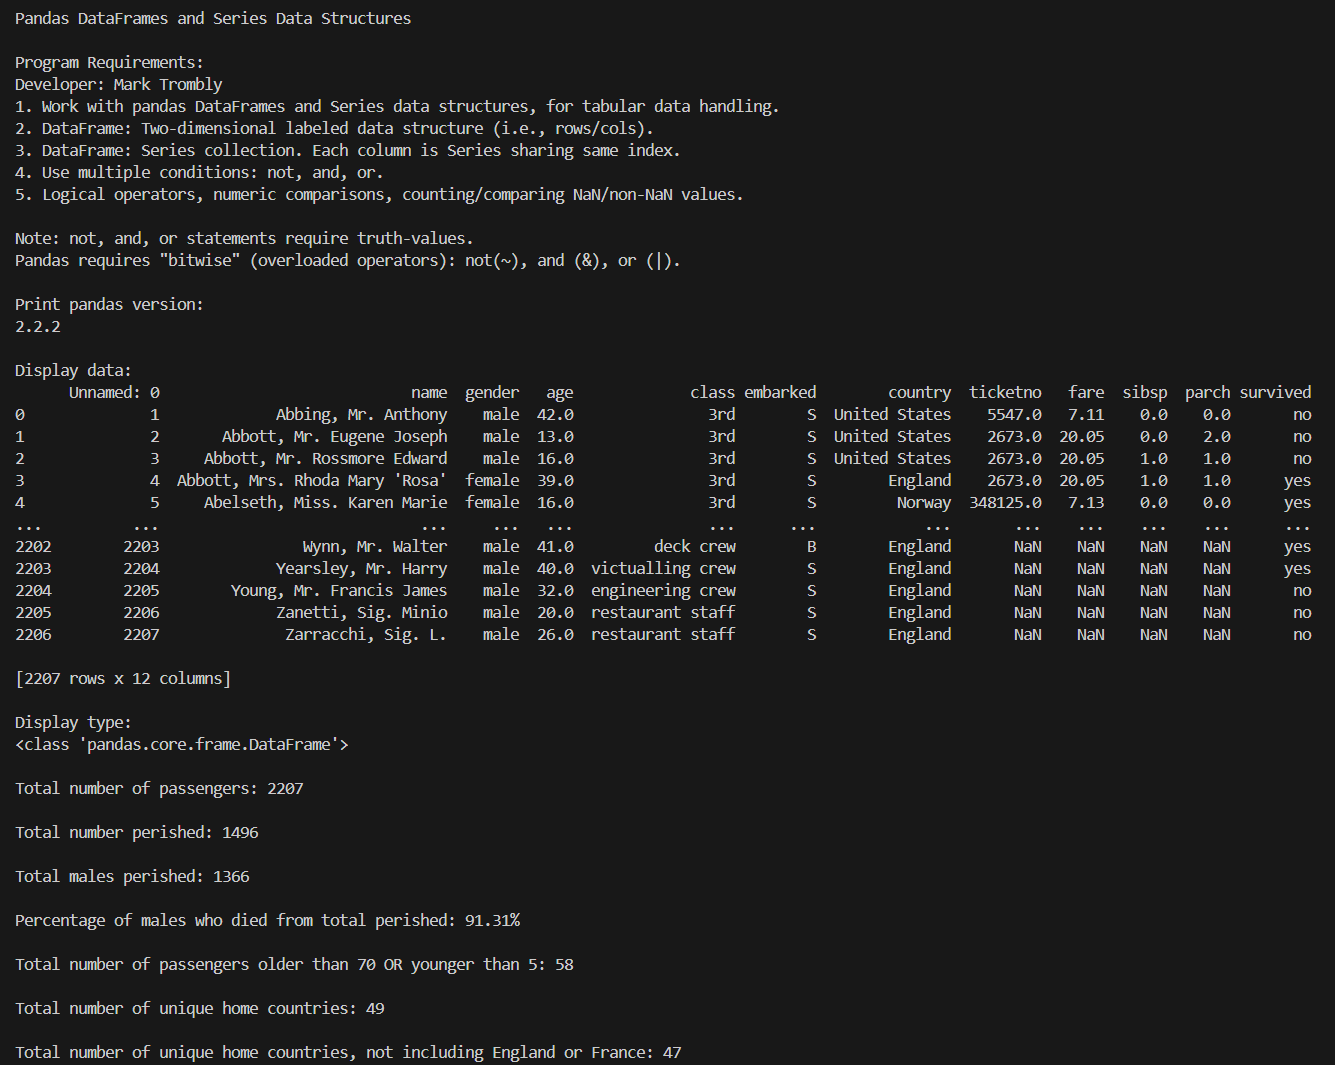 Pandas DataFrames and Series Data Structures
Program Requirements:
Developer: Mark Trombly
1. Work with pandas DataFrames and Series data structures, for tabular data handling.
2. DataFrame: Two-dimensional labeled data structure (i.e., rows/cols).
3. DataFrame: Series collection. Each column is Series sharing same index.
4. Use multiple conditions: not, and, or.
5. Logical operators, numeric comparisons, counting/comparing NaN/non-NaN values.
Note: not, and, or statements require truth-values.
Pandas requires "bitwise" (overloaded operators): not(~), and (&), or (|).
Print pandas version:
2.2.2
Display data:
      Unnamed: 0                            name  gender   age             class embarked        country  ticketno   fare  sibsp  parch survived
0              1             Abbing, Mr. Anthony    male  42.0               3rd        S  United States    5547.0   7.11    0.0    0.0       no
1              2       Abbott, Mr. Eugene Joseph    male  13.0               3rd        S  United States    2673.0  20.05    0.0    2.0       no
2              3     Abbott, Mr. Rossmore Edward    male  16.0               3rd        S  United States    2673.0  20.05    1.0    1.0       no
3              4  Abbott, Mrs. Rhoda Mary 'Rosa'  female  39.0               3rd        S        England    2673.0  20.05    1.0    1.0      yes
4              5     Abelseth, Miss. Karen Marie  female  16.0               3rd        S         Norway  348125.0   7.13    0.0    0.0      yes
...          ...                             ...     ...   ...               ...      ...            ...       ...    ...    ...    ...      ...
2202        2203                Wynn, Mr. Walter    male  41.0         deck crew        B        England       NaN    NaN    NaN    NaN      yes
2203        2204             Yearsley, Mr. Harry    male  40.0  victualling crew        S        England       NaN    NaN    NaN    NaN      yes
2204        2205        Young, Mr. Francis James    male  32.0  engineering crew        S        England       NaN    NaN    NaN    NaN       no
2205        2206             Zanetti, Sig. Minio    male  20.0  restaurant staff        S        England       NaN    NaN    NaN    NaN       no
2206        2207              Zarracchi, Sig. L.    male  26.0  restaurant staff        S        England       NaN    NaN    NaN    NaN       no
[2207 rows x 12 columns]
Display type:
<class 'pandas.core.frame.DataFrame'>
Total number of passengers: 2207
Total number perished: 1496
Total males perished: 1366
Percentage of males who died from total perished: 91.31%
Total number of passengers older than 70 OR younger than 5: 58
Total number of unique home countries: 49
Total number of unique home countries, not including England or France: 47